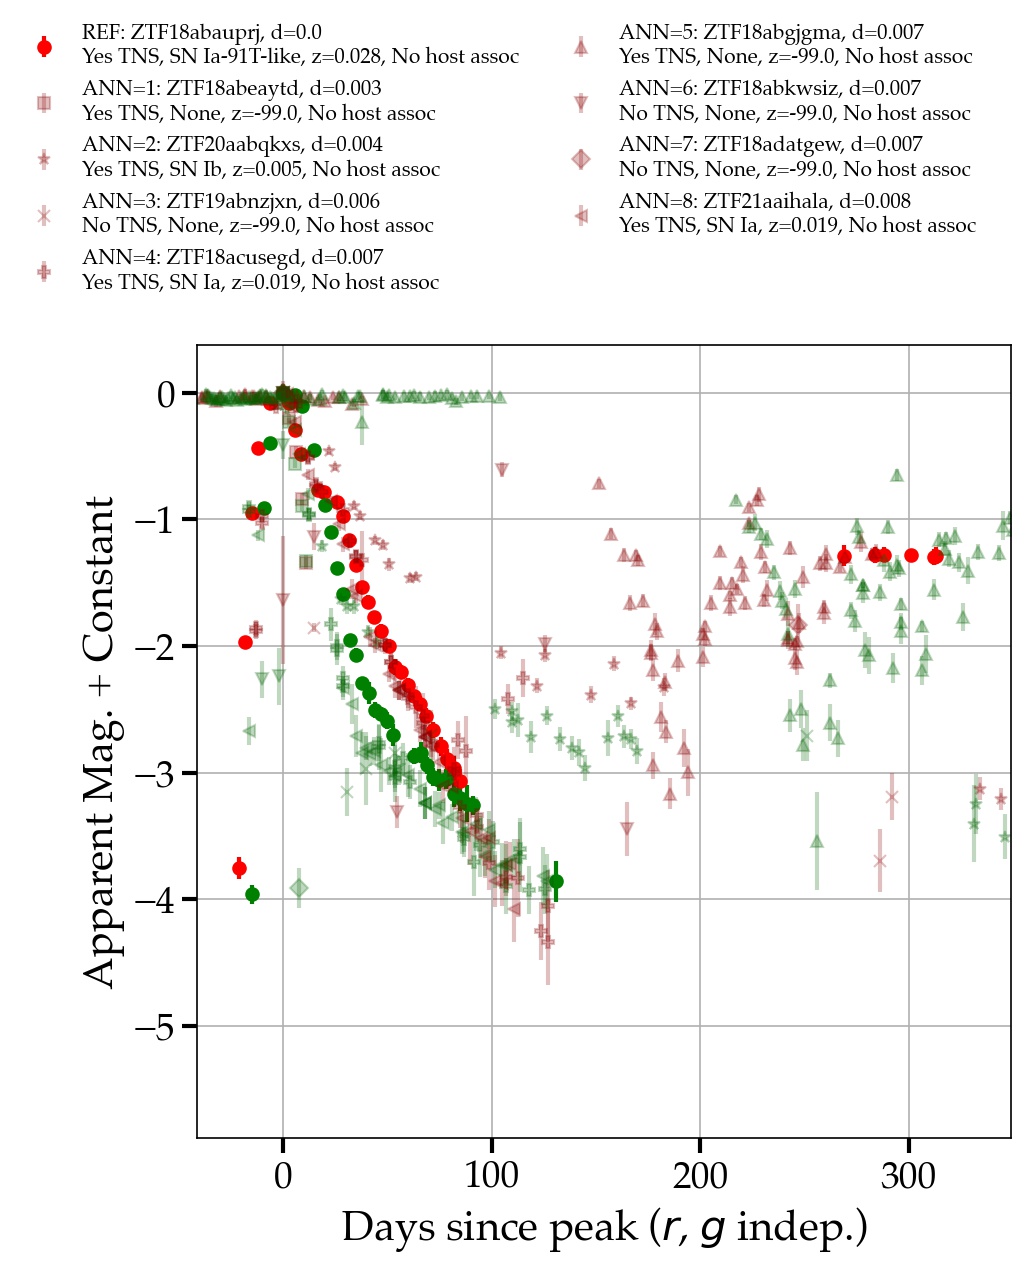 REF: ZTF18abauprj, d=0.0
Yes TNS, SN Ia-91T-like, z=0.028, No host assoc
ANN=1: ZTF18abeaytd, d=0.003
Yes TNS, None, z=-99.0, No host assoc
ANN=2: ZTF20aabqkxs, d=0.004
Yes TNS, SN Ib, z=0.005, No host assoc
ANN=3: ZTF19abnzjxn, d=0.006
No TNS, None, z=-99.0, No host assoc
ANN=4: ZTF18acusegd, d=0.007
Yes TNS, SN Ia, z=0.019, No host assoc
ANN=5: ZTF18abgjgma, d=0.007
Yes TNS, None, z=-99.0, No host assoc
ANN=6: ZTF18abkwsiz, d=0.007
No TNS, None, z=-99.0, No host assoc
ANN=7: ZTF18adatgew, d=0.007
No TNS, None, z=-99.0, No host assoc
ANN=8: ZTF21aaihala, d=0.008
Yes TNS, SN Ia, z=0.019, No host assoc
Apparent Mag. + Constant
0
−1
−2
−3
−4
−5
0 100 200 300
Days since peak (r, g indep.)